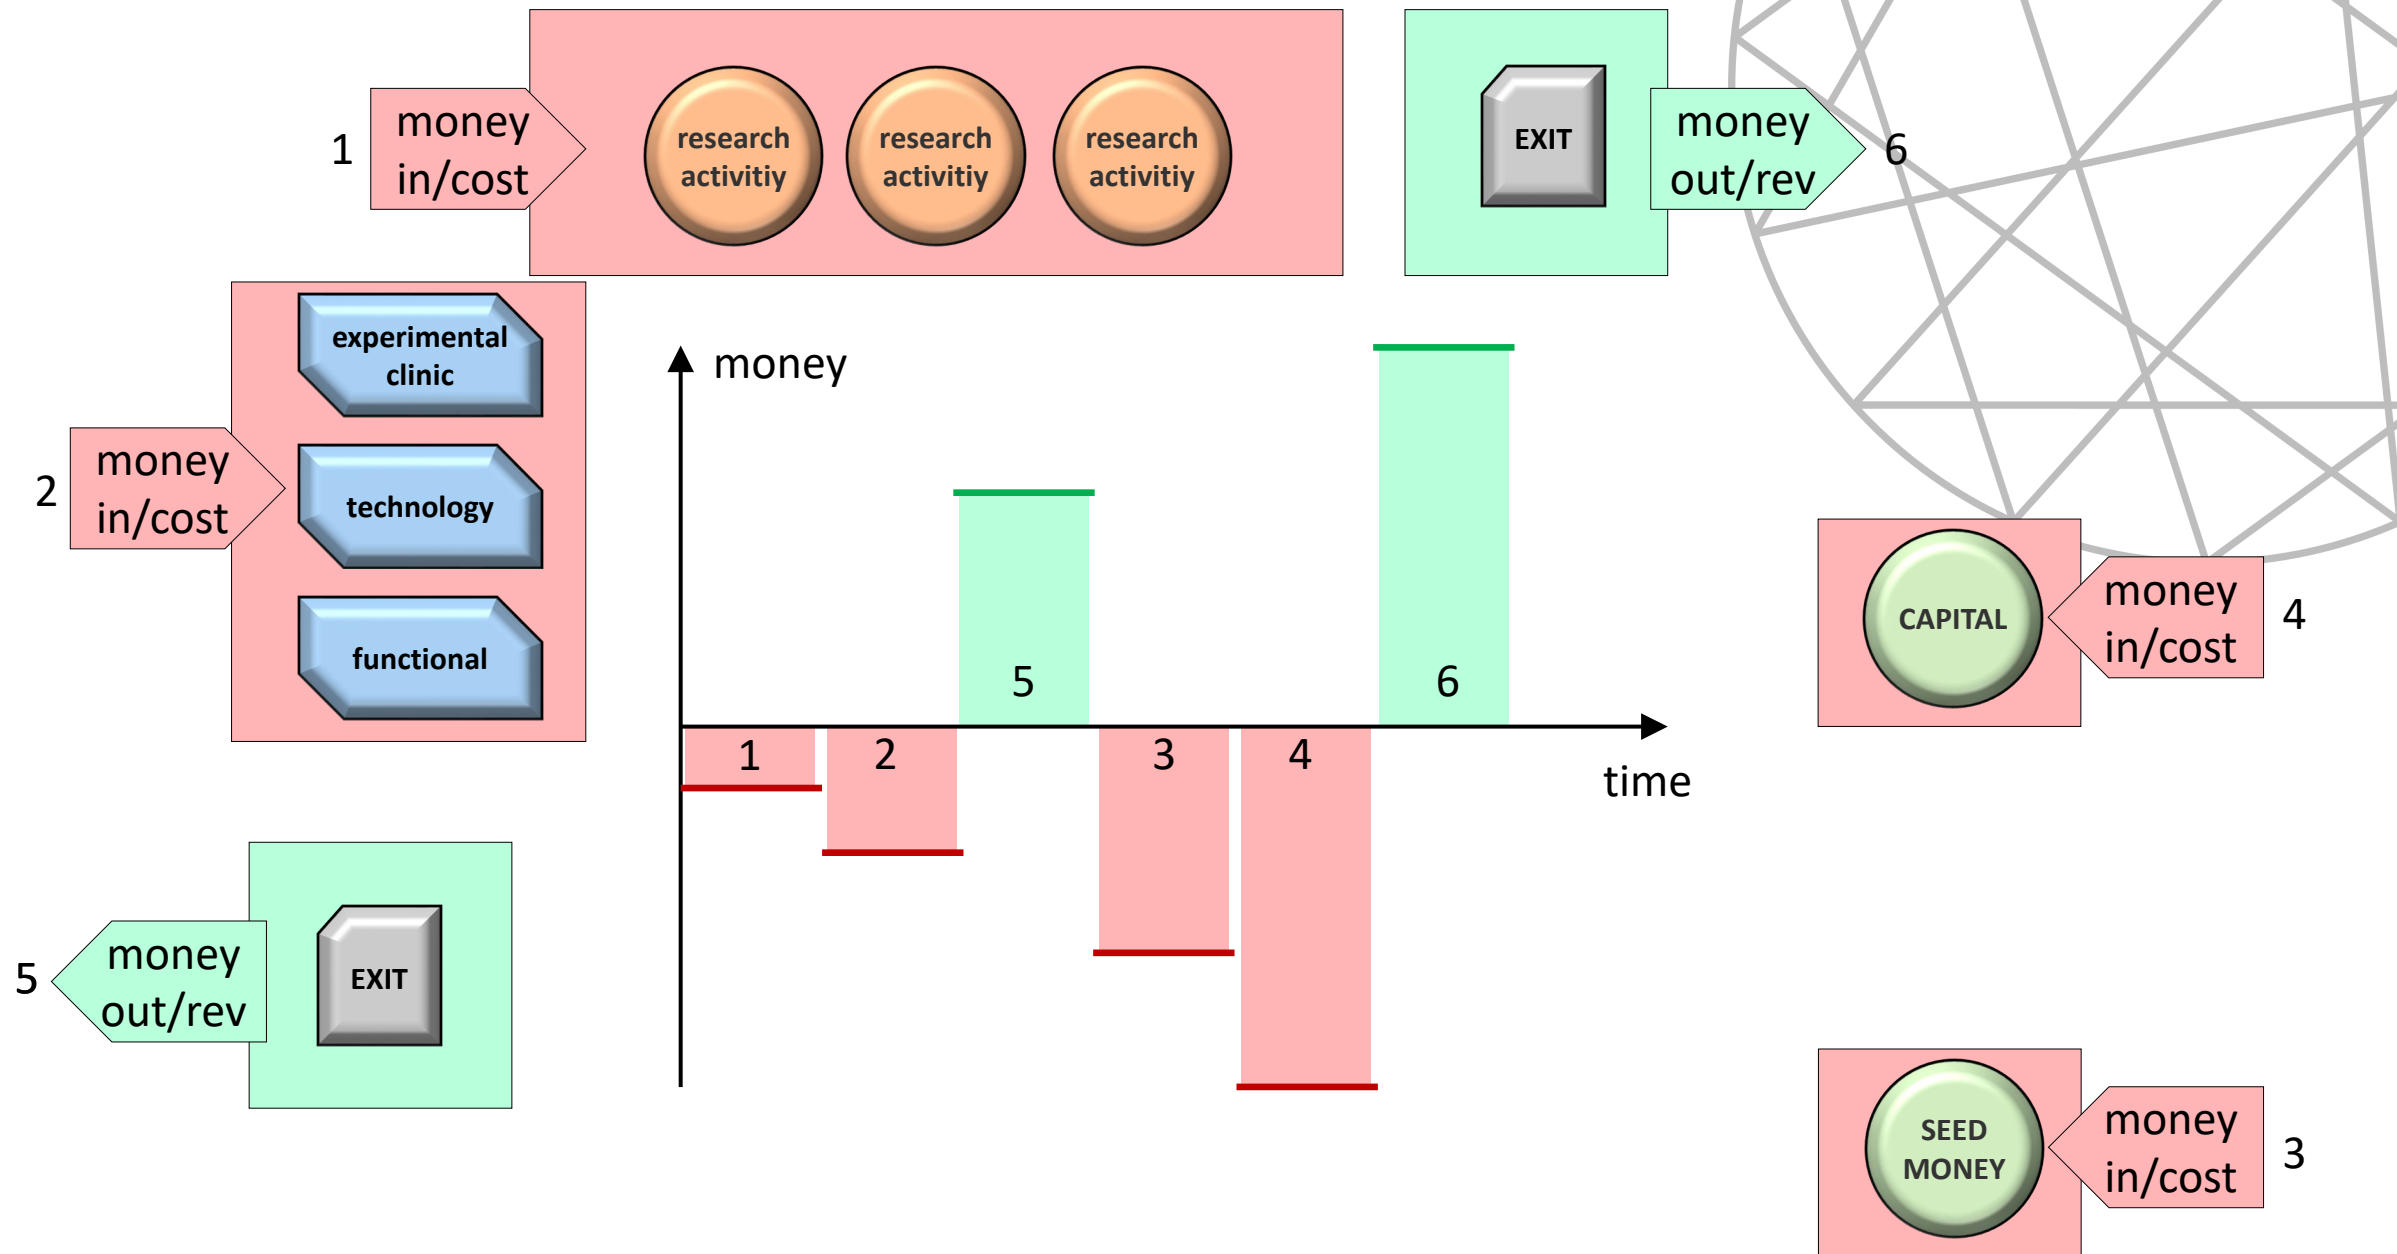 1
money
in/cost
research
activitiy
research
activitiy
research
activitiy
EXIT
money
out/rev
6
experimental
clinic
technology
functional
2
money
in/cost
money
5
6
1
2
3
4
time
CAPITAL
money
in/cost
4
5
money
out/rev
EXIT
SEED
MONEY
money
in/cost
3